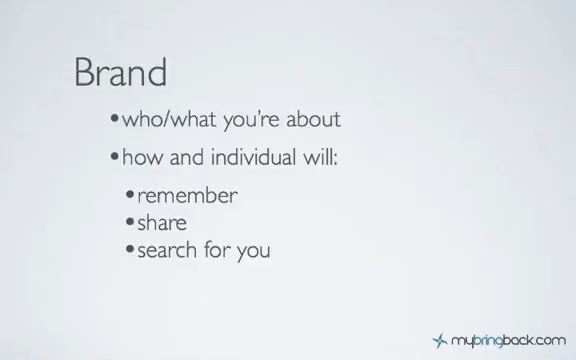 Brand
•who/what you're about
•how and individual will:
•remember
•share
•search for you
mybringback.com